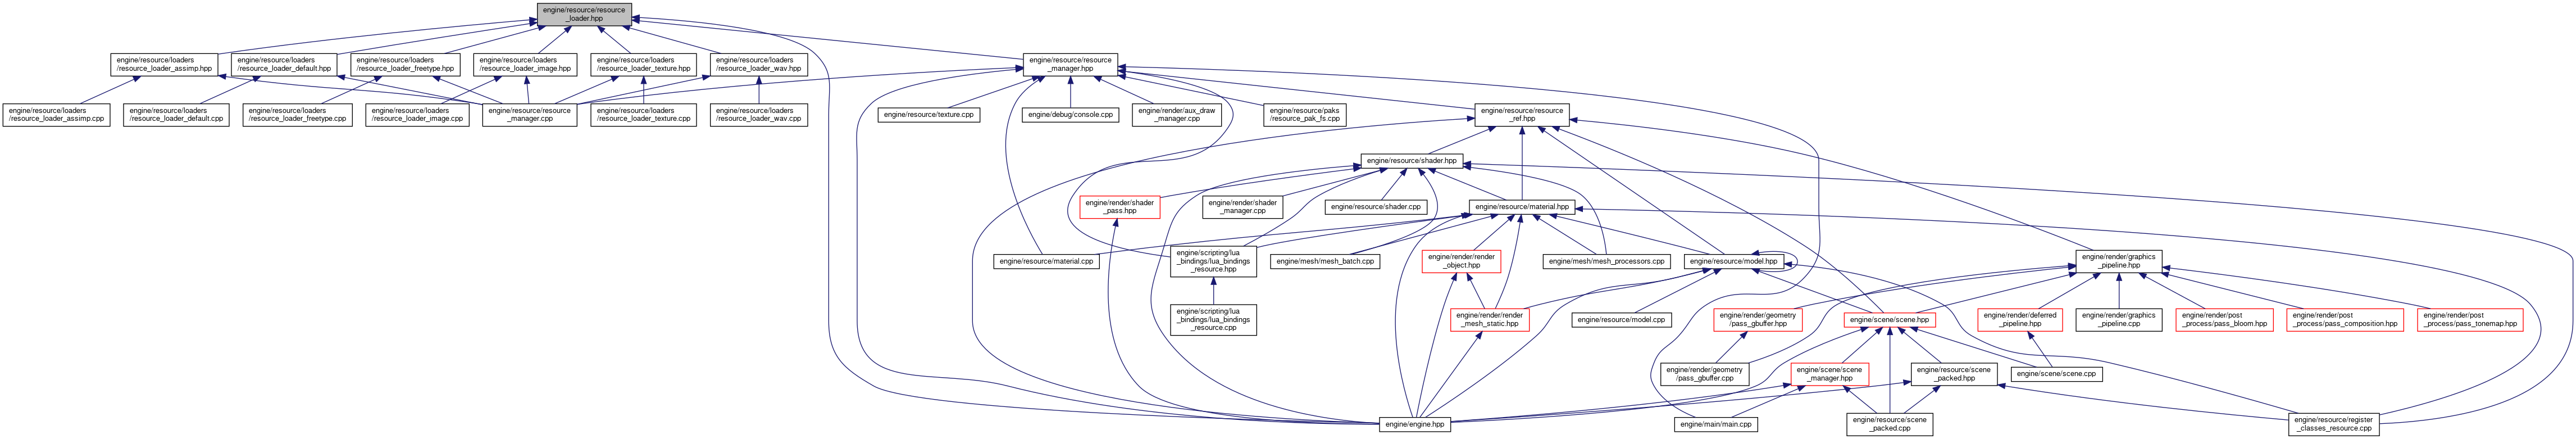 engine/resource/resource
_loader.hpp
engine/resource/loaders
/resource_loader_assimp.hpp
engine/resource/loaders
/resource_loader_default.hpp
engine/resource/loaders
/resource_loader_freetype.hpp
engine/resource/loaders
/resource_loader_image.hpp
engine/resource/loaders
/resource_loader_texture.hpp
engine/resource/loaders
/resource_loader_wav.hpp
engine/resource/resource
_manager.hpp
engine/resource/loaders
/resource_loader_assimp.cpp
engine/resource/loaders
/resource_loader_default.cpp
engine/resource/loaders
/resource_loader_freetype.cpp
engine/resource/loaders
/resource_loader_image.cpp
engine/resource/resource
_manager.cpp
engine/resource/loaders
/resource_loader_texture.cpp
engine/resource/loaders
/resource_loader_wav.cpp
engine/resource/texture.cpp
engine/debug/console.cpp
engine/render/aux_draw
_manager.cpp
engine/resource/paks
/resource_pak_fs.cpp
engine/resource/resource
_ref.hpp
engine/resource/shader.hpp
engine/render/shader
_pass.hpp
engine/render/shader
_manager.cpp
engine/resource/shader.cpp
engine/resource/material.hpp
engine/resource/material.cpp
engine/scripting/lua
_bindings/lua_bindings
_resource.hpp
engine/mesh/mesh_batch.cpp
engine/render/render
_object.hpp
engine/mesh/mesh_processors.cpp
engine/resource/model.hpp
engine/render/graphics
_pipeline.hpp
engine/scripting/lua
_bindings/lua_bindings
_resource.cpp
engine/render/render
_mesh_static.hpp
engine/resource/model.cpp
engine/render/geometry
/pass_gbuffer.hpp
engine/scene/scene.hpp
engine/render/deferred
_pipeline.hpp
engine/render/graphics
_pipeline.cpp
engine/render/post
_process/pass_bloom.hpp
engine/render/post
_process/pass_composition.hpp
engine/render/post
_process/pass_tonemap.hpp
engine/render/geometry
/pass_gbuffer.cpp
engine/scene/scene
_manager.hpp
engine/resource/scene
_packed.hpp
engine/scene/scene.cpp
engine/engine.hpp
engine/main/main.cpp
engine/resource/scene
_packed.cpp
engine/resource/register
_classes_resource.cpp